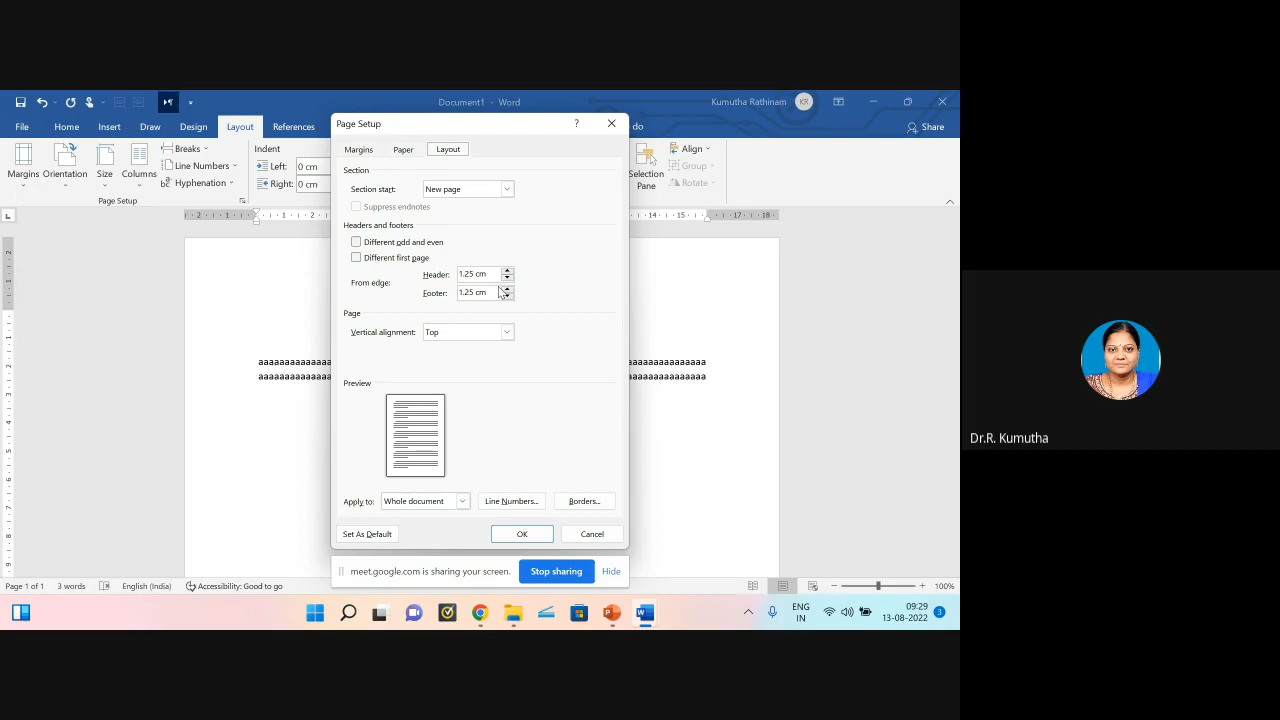 Document1 - Word
Kumutha Rathinam
KR
File
Home
Insert
Draw
Design
Layout
References
do
Share
Margins
Orientation
Size
Columns
Breaks
Line Numbers
Hyphenation
Page Setup
Indent
Left: 0 cm
Right: 0 cm
Selection Pane
Align
Group
Rotate
Page Setup
?
Margins
Paper
Layout
Section
Section start: New page
Suppress endnotes
Headers and footers
Different odd and even
Different first page
From edge:
Header: 1.25 cm
Footer: 1.25 cm
Page
Vertical alignment: Top
Preview
Apply to: Whole document
Line Numbers...
Borders...
Set As Default
OK
Cancel
meet.google.com is sharing your screen.
Stop sharing
Hide
Page 1 of 1
3 words
English (India)
Accessibility: Good to go
100%
ENG
IN
09:29
13-08-2022
3
Dr.R. Kumutha